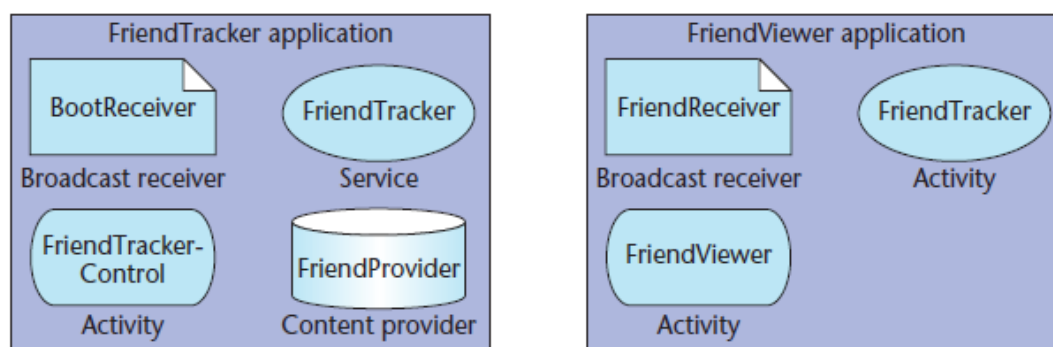 FriendTracker application
BootReceiver
FriendTracker
Broadcast receiver
Service
FriendTracker-
Control
FriendProvider
Activity
Content provider
FriendViewer application
FriendReceiver
FriendTracker
Broadcast receiver
Activity
FriendViewer
Activity